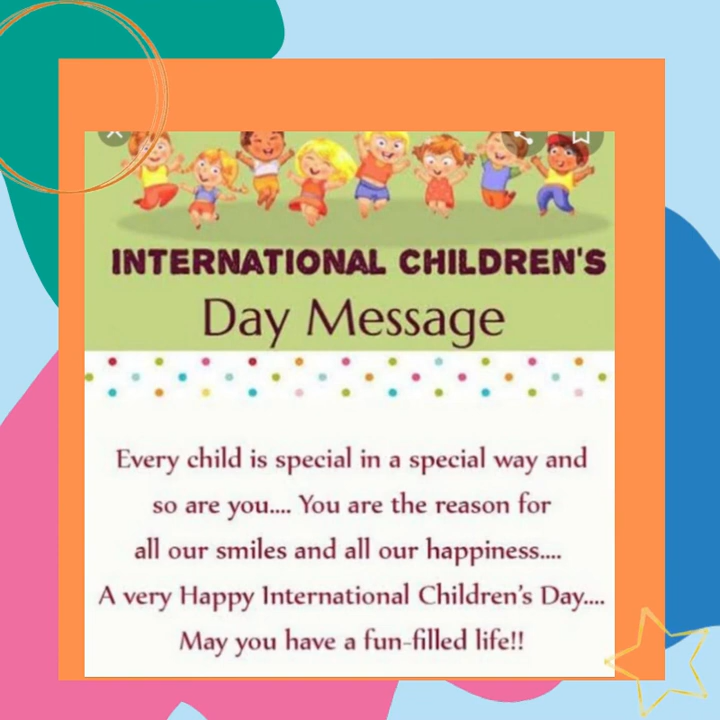 INTERNATIONAL CHILDREN'S
Day Message
Every child is special in a special way and
so are you.... You are the reason for
all our smiles and all our happiness....
A very Happy International Children's Day....
May you have a fun-filled life!!